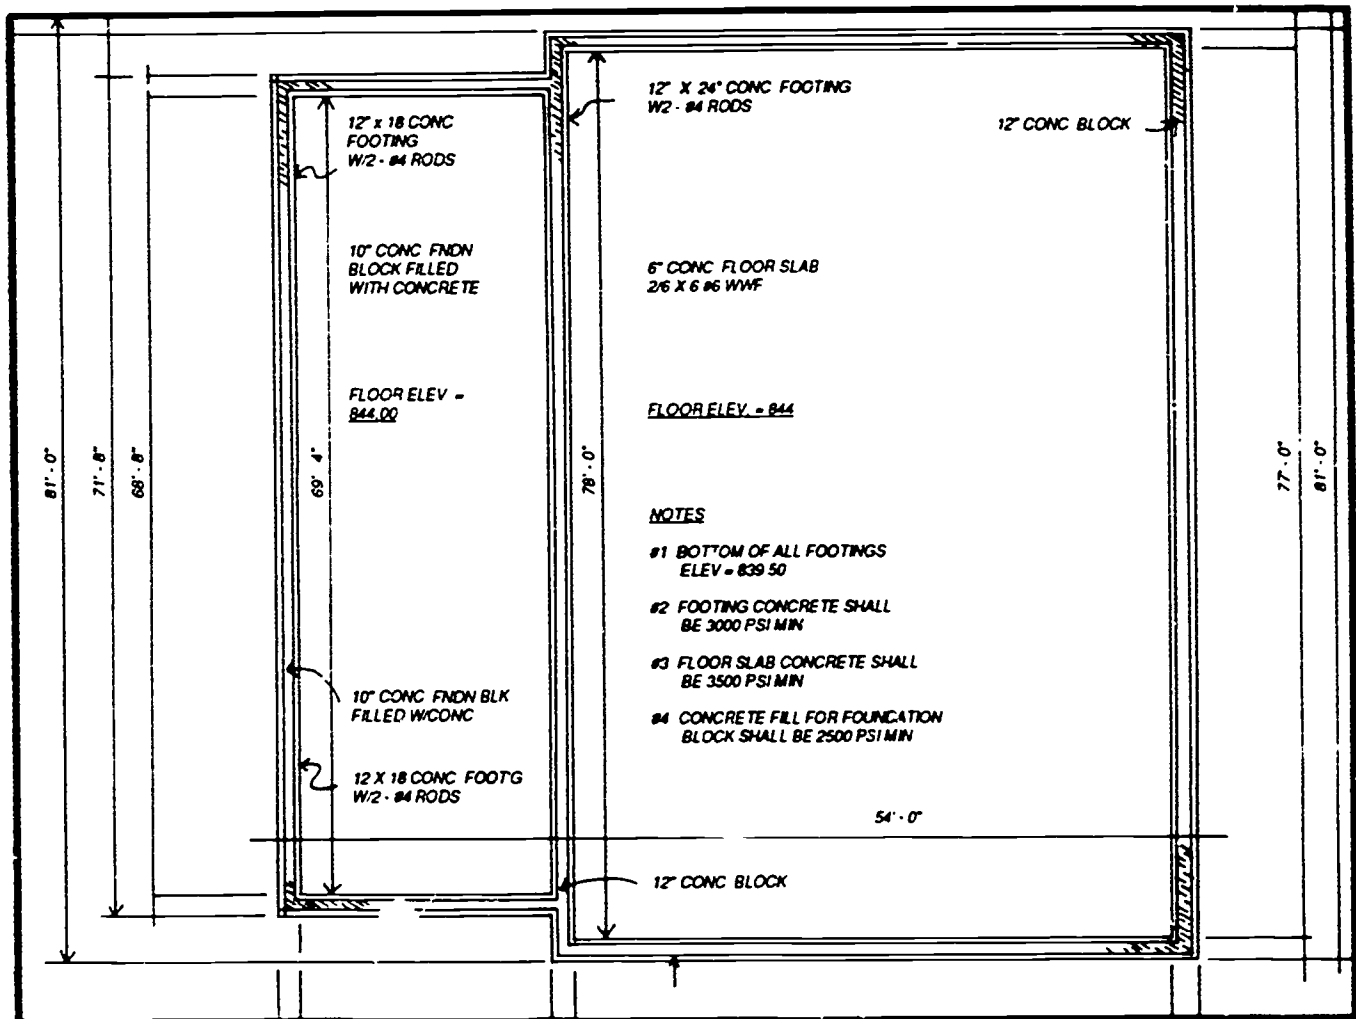 12" X 24" CONC FOOTING
W2 - #4 RODS
12" CONC BLOCK
12" x 18 CONC
FOOTING
W/2 - #4 RODS
10" CONC FNDN
BLOCK FILLED
WITH CONCRETE
6" CONC FLOOR SLAB
2/6 X 6 #6 WWF
FLOOR ELEV =
844.00
FLOOR ELEV. = 844
81' - 0"
71' - 8"
68' - 8"
69' 4"
78' - 0"
77' - 0"
81' - 0"
NOTES
#1 BOTTOM OF ALL FOOTINGS
ELEV = 839 50
#2 FOOTING CONCRETE SHALL
BE 3000 PSI MIN
#3 FLOOR SLAB CONCRETE SHALL
BE 3500 PSI MIN
#4 CONCRETE FILL FOR FOUNDATION
BLOCK SHALL BE 2500 PSI MIN
10" CONC FNDN BLK
FILLED W/CONC
12 X 18 CONC FOOT'G
W/2 - #4 RODS
54' - 0"
12" CONC BLOCK